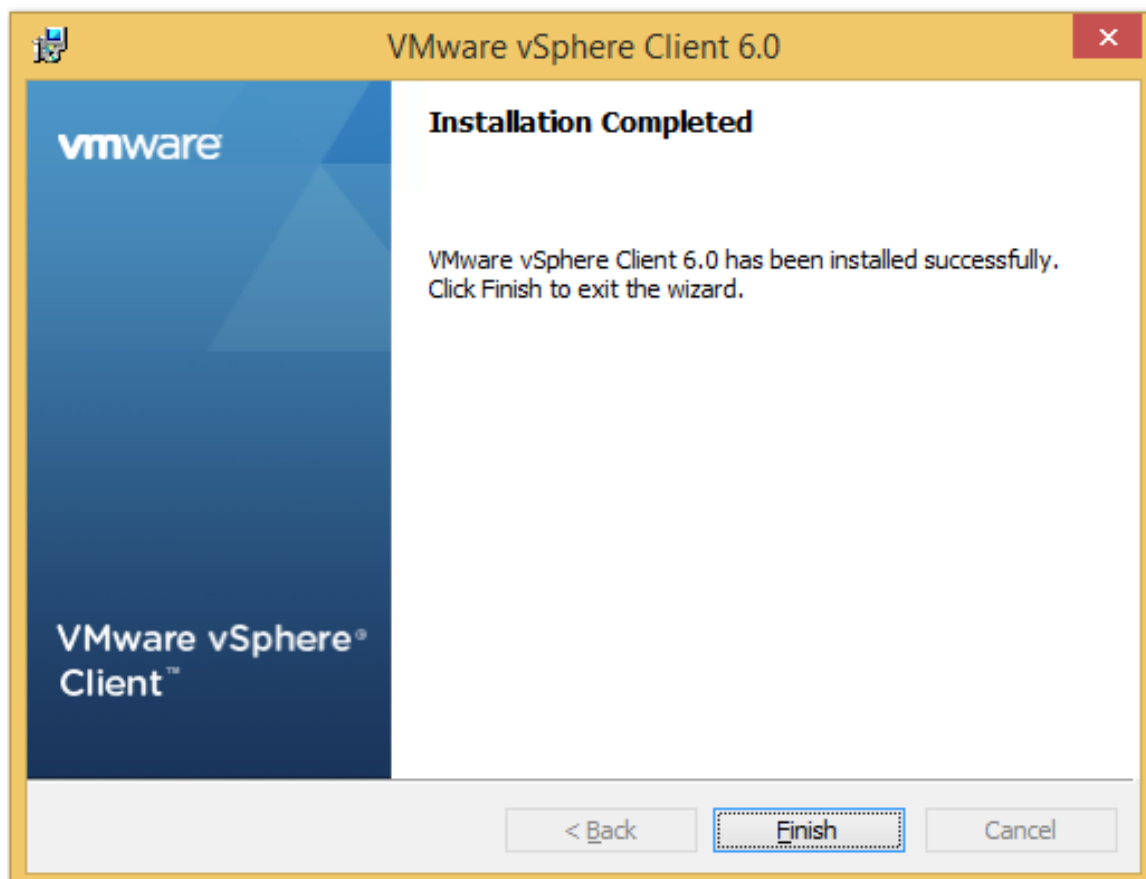 VMware vSphere Client 6.0
vmware
Installation Completed
VMware vSphere Client 6.0 has been installed successfully.
Click Finish to exit the wizard.
VMware vSphere®
Client™
< Back
Finish
Cancel